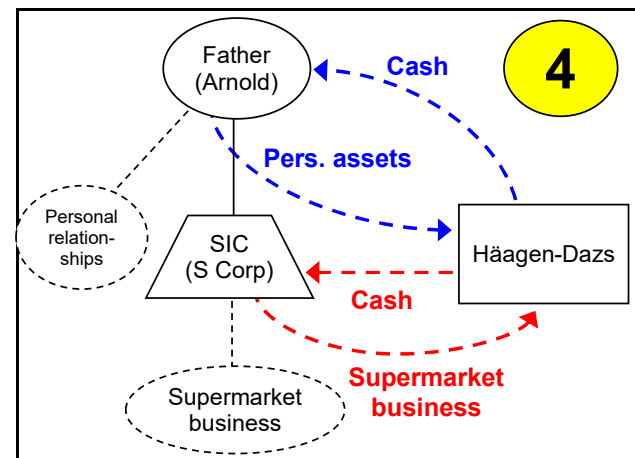 Father
(Arnold)
Cash
4
Pers. assets
Personal
relation-
ships
SIC
(S Corp)
Häagen-Dazs
Cash
Supermarket
business
Supermarket
business